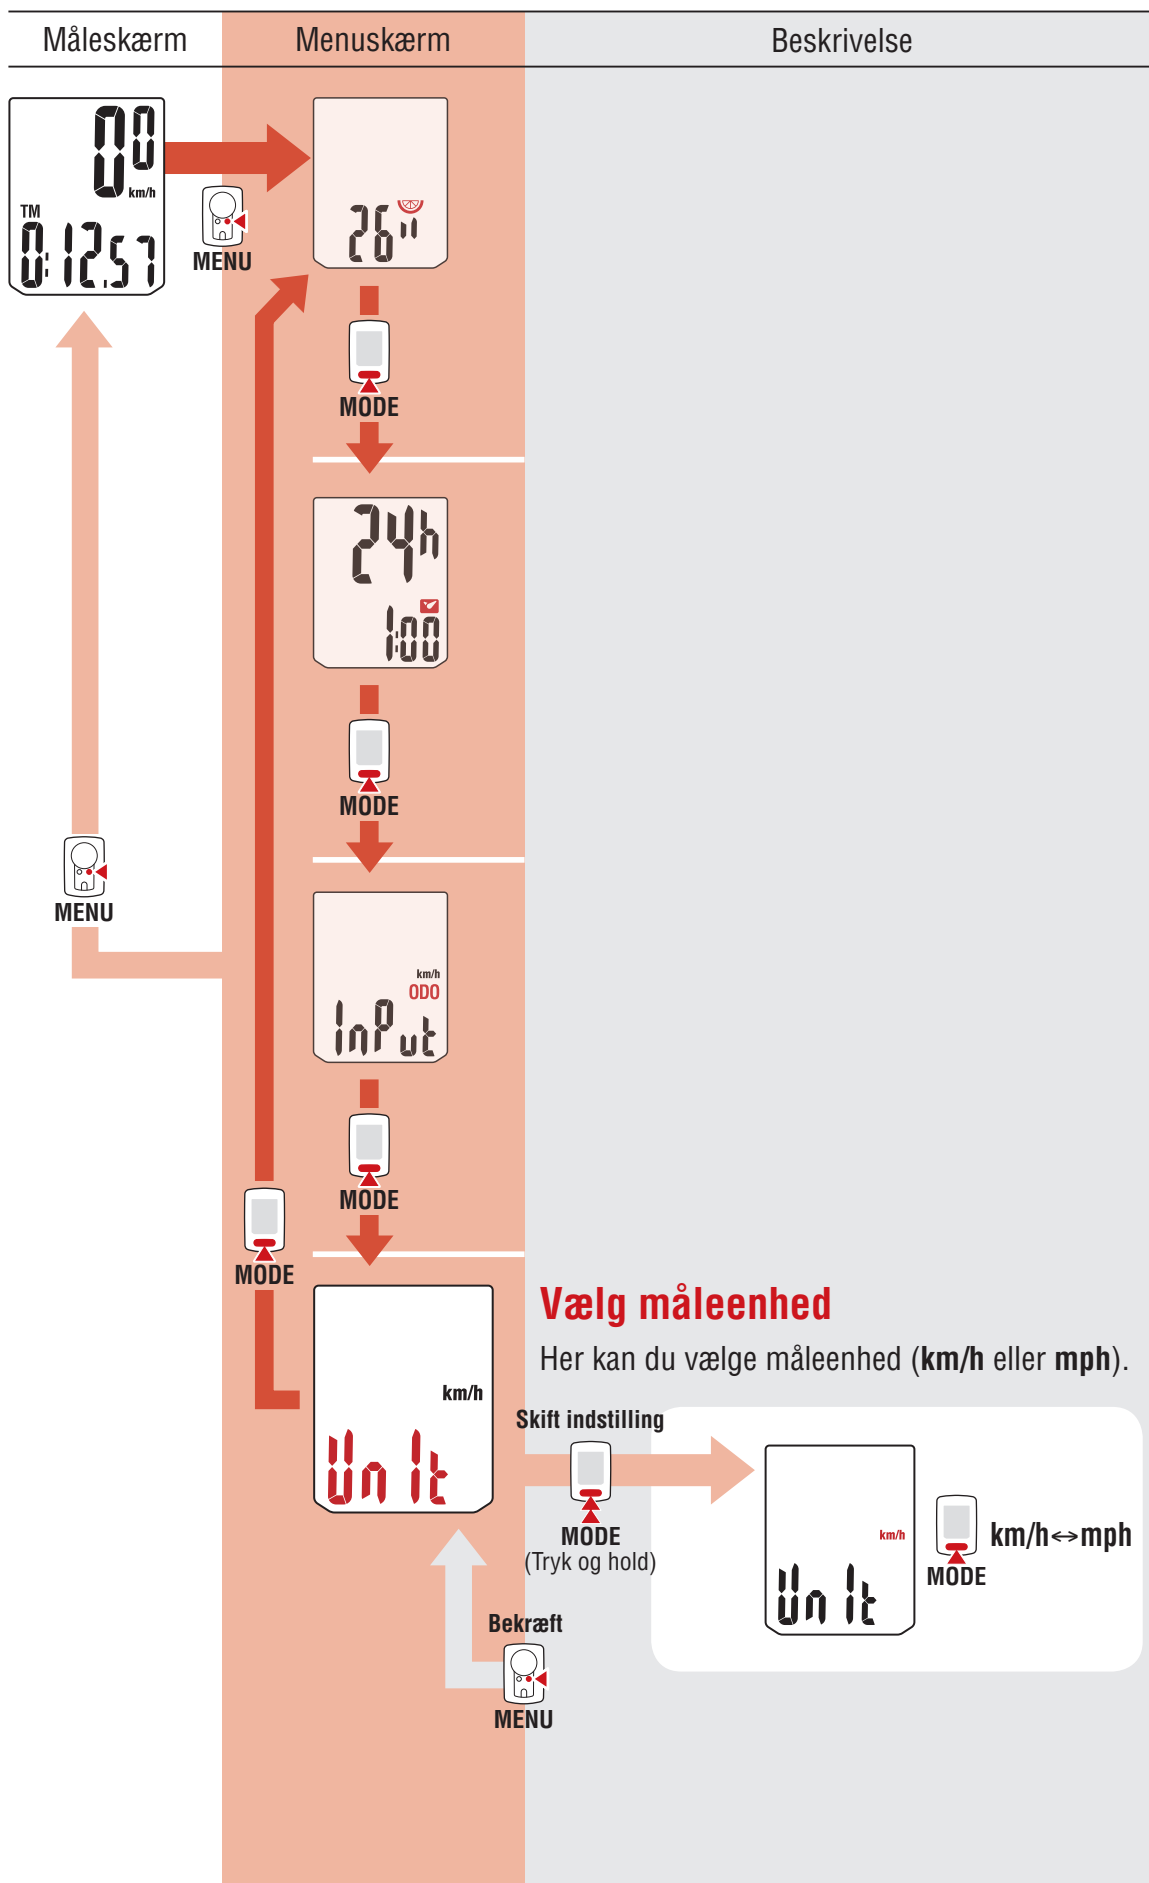 Måleskærm Menuskærm Beskrivelse
00
km/h
TM
0:12.57
MENU
26"
MODE
24h
1:00
MODE
km/h
ODO
InPut
MENU
MODE
MODE
Vælg måleenhed
Her kan du vælge måleenhed (km/h eller mph).
km/h
Unit
Skift indstilling
MODE
(Tryk og hold)
km/h
Unit
MODE
km/h↔mph
Bekræft
MENU